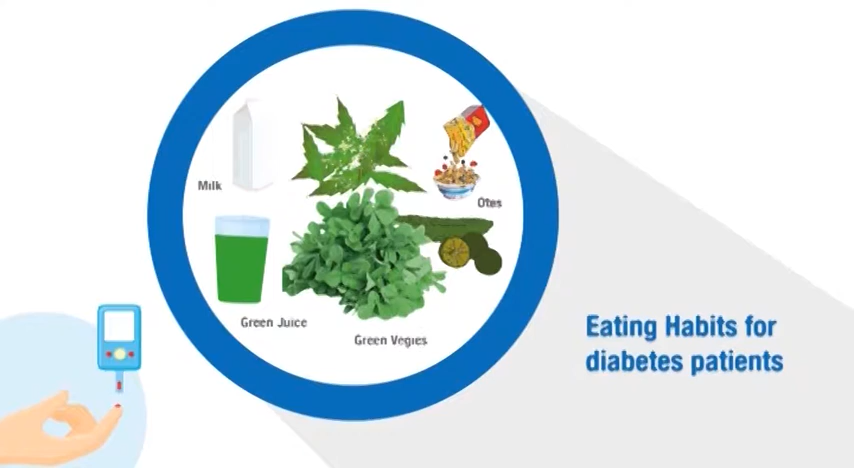 Milk
Otes
Green Juice
Green Vegies
Eating Habits for
diabetes patients